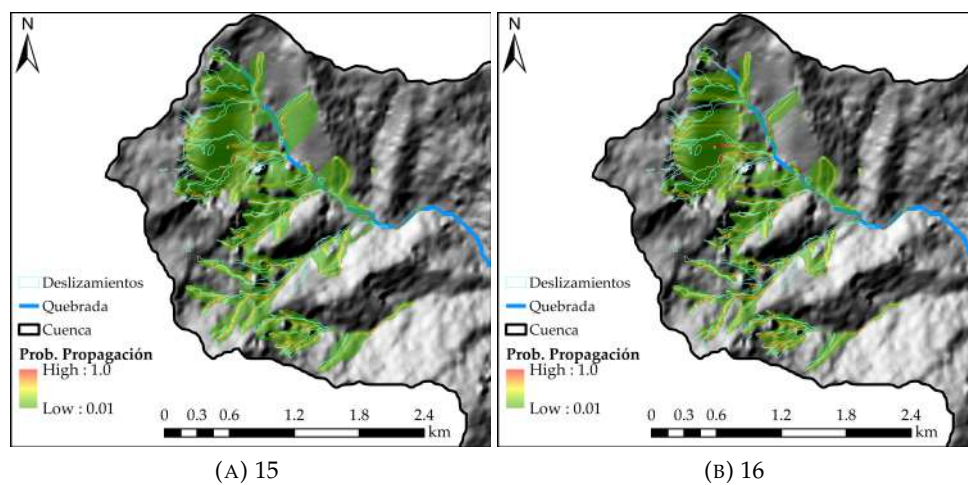 N
Deslizamientos
Quebrada
Cuenca
Prob. Propagación
High : 1.0
Low : 0.01
0 0.3 0.6 1.2 1.8 2.4
km
(A) 15
N
Deslizamientos
Quebrada
Cuenca
Prob. Propagación
High : 1.0
Low : 0.01
0 0.3 0.6 1.2 1.8 2.4
km
(B) 16